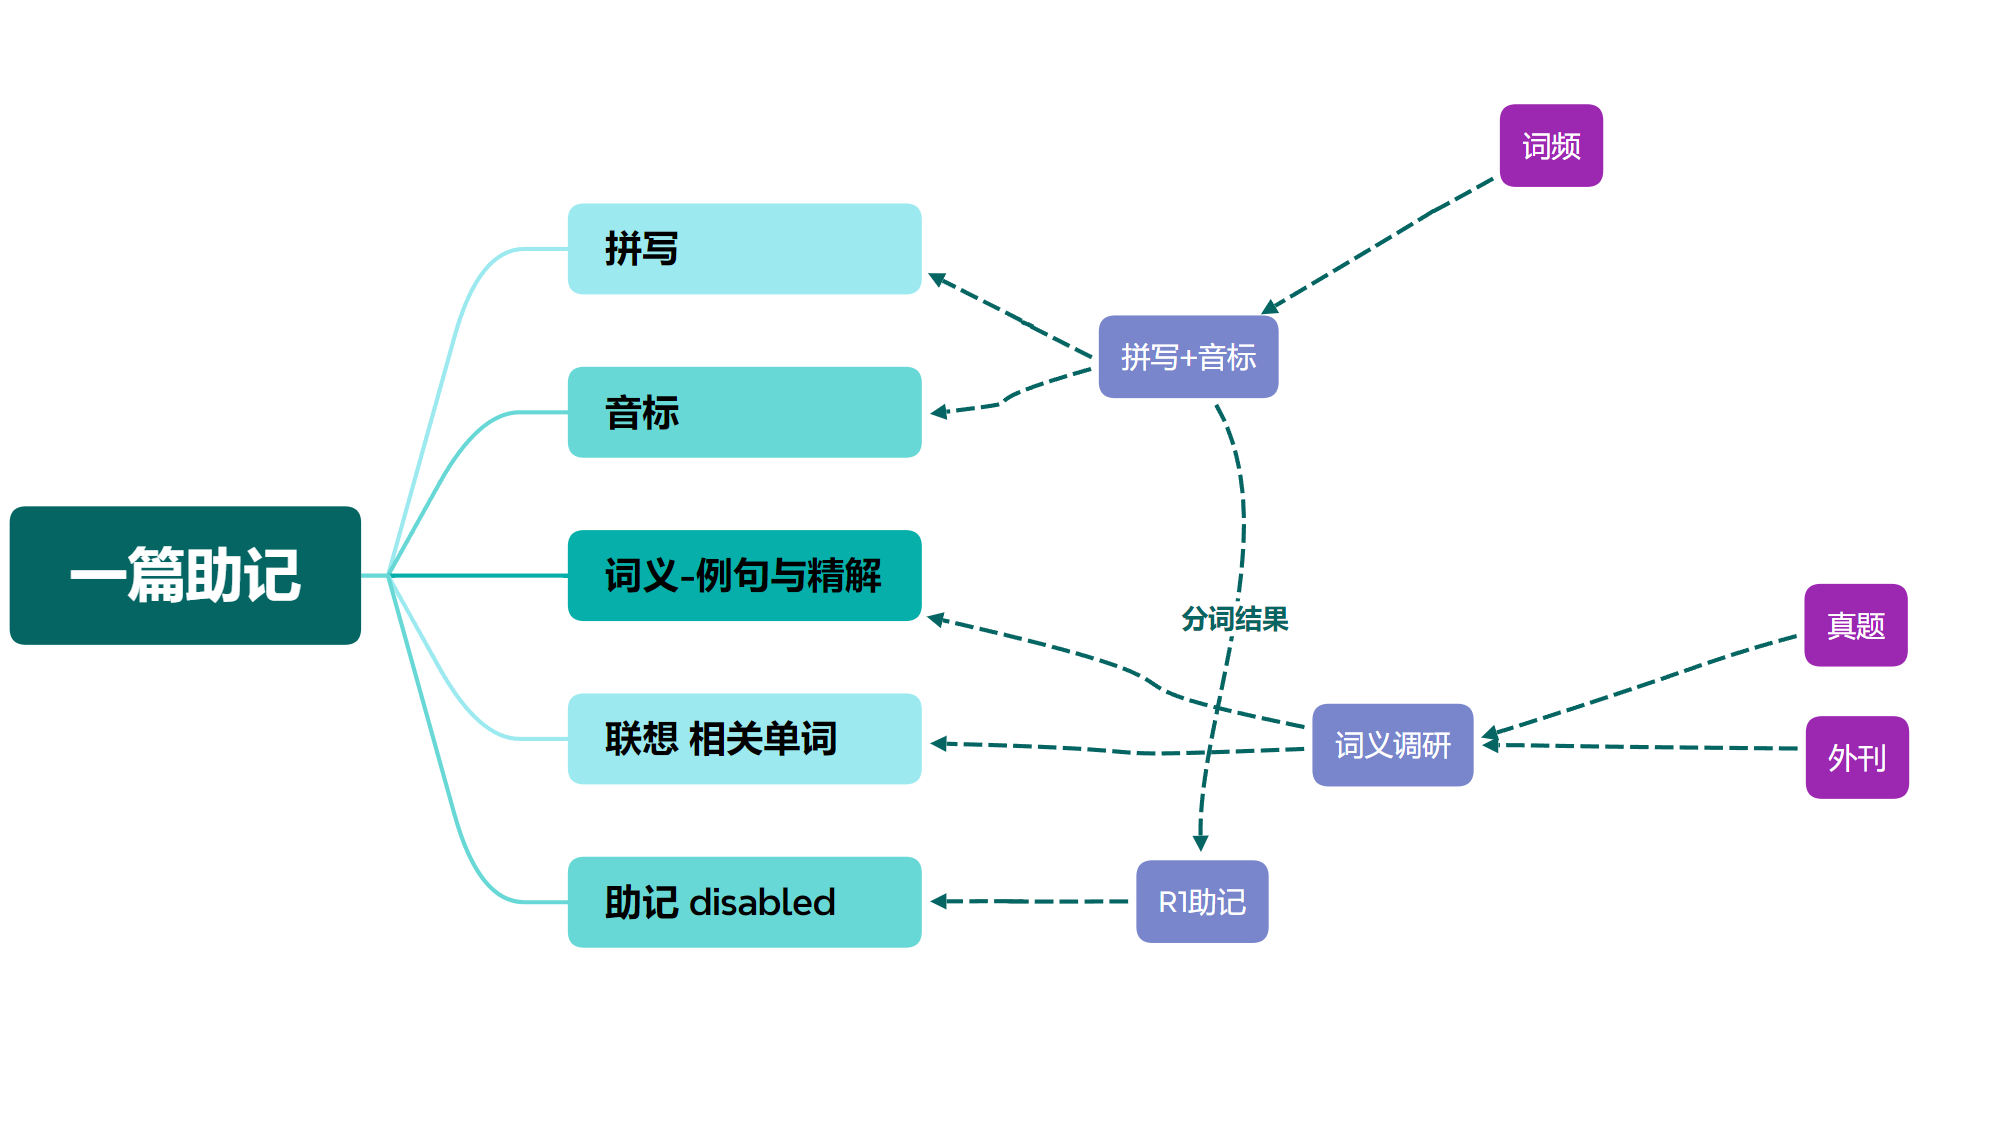 词频
拼写
拼写+音标
音标
一篇助记
词义-例句与精解
分词结果
真题
联想 相关单词
词义调研
外刊
助记 disabled
R1助记